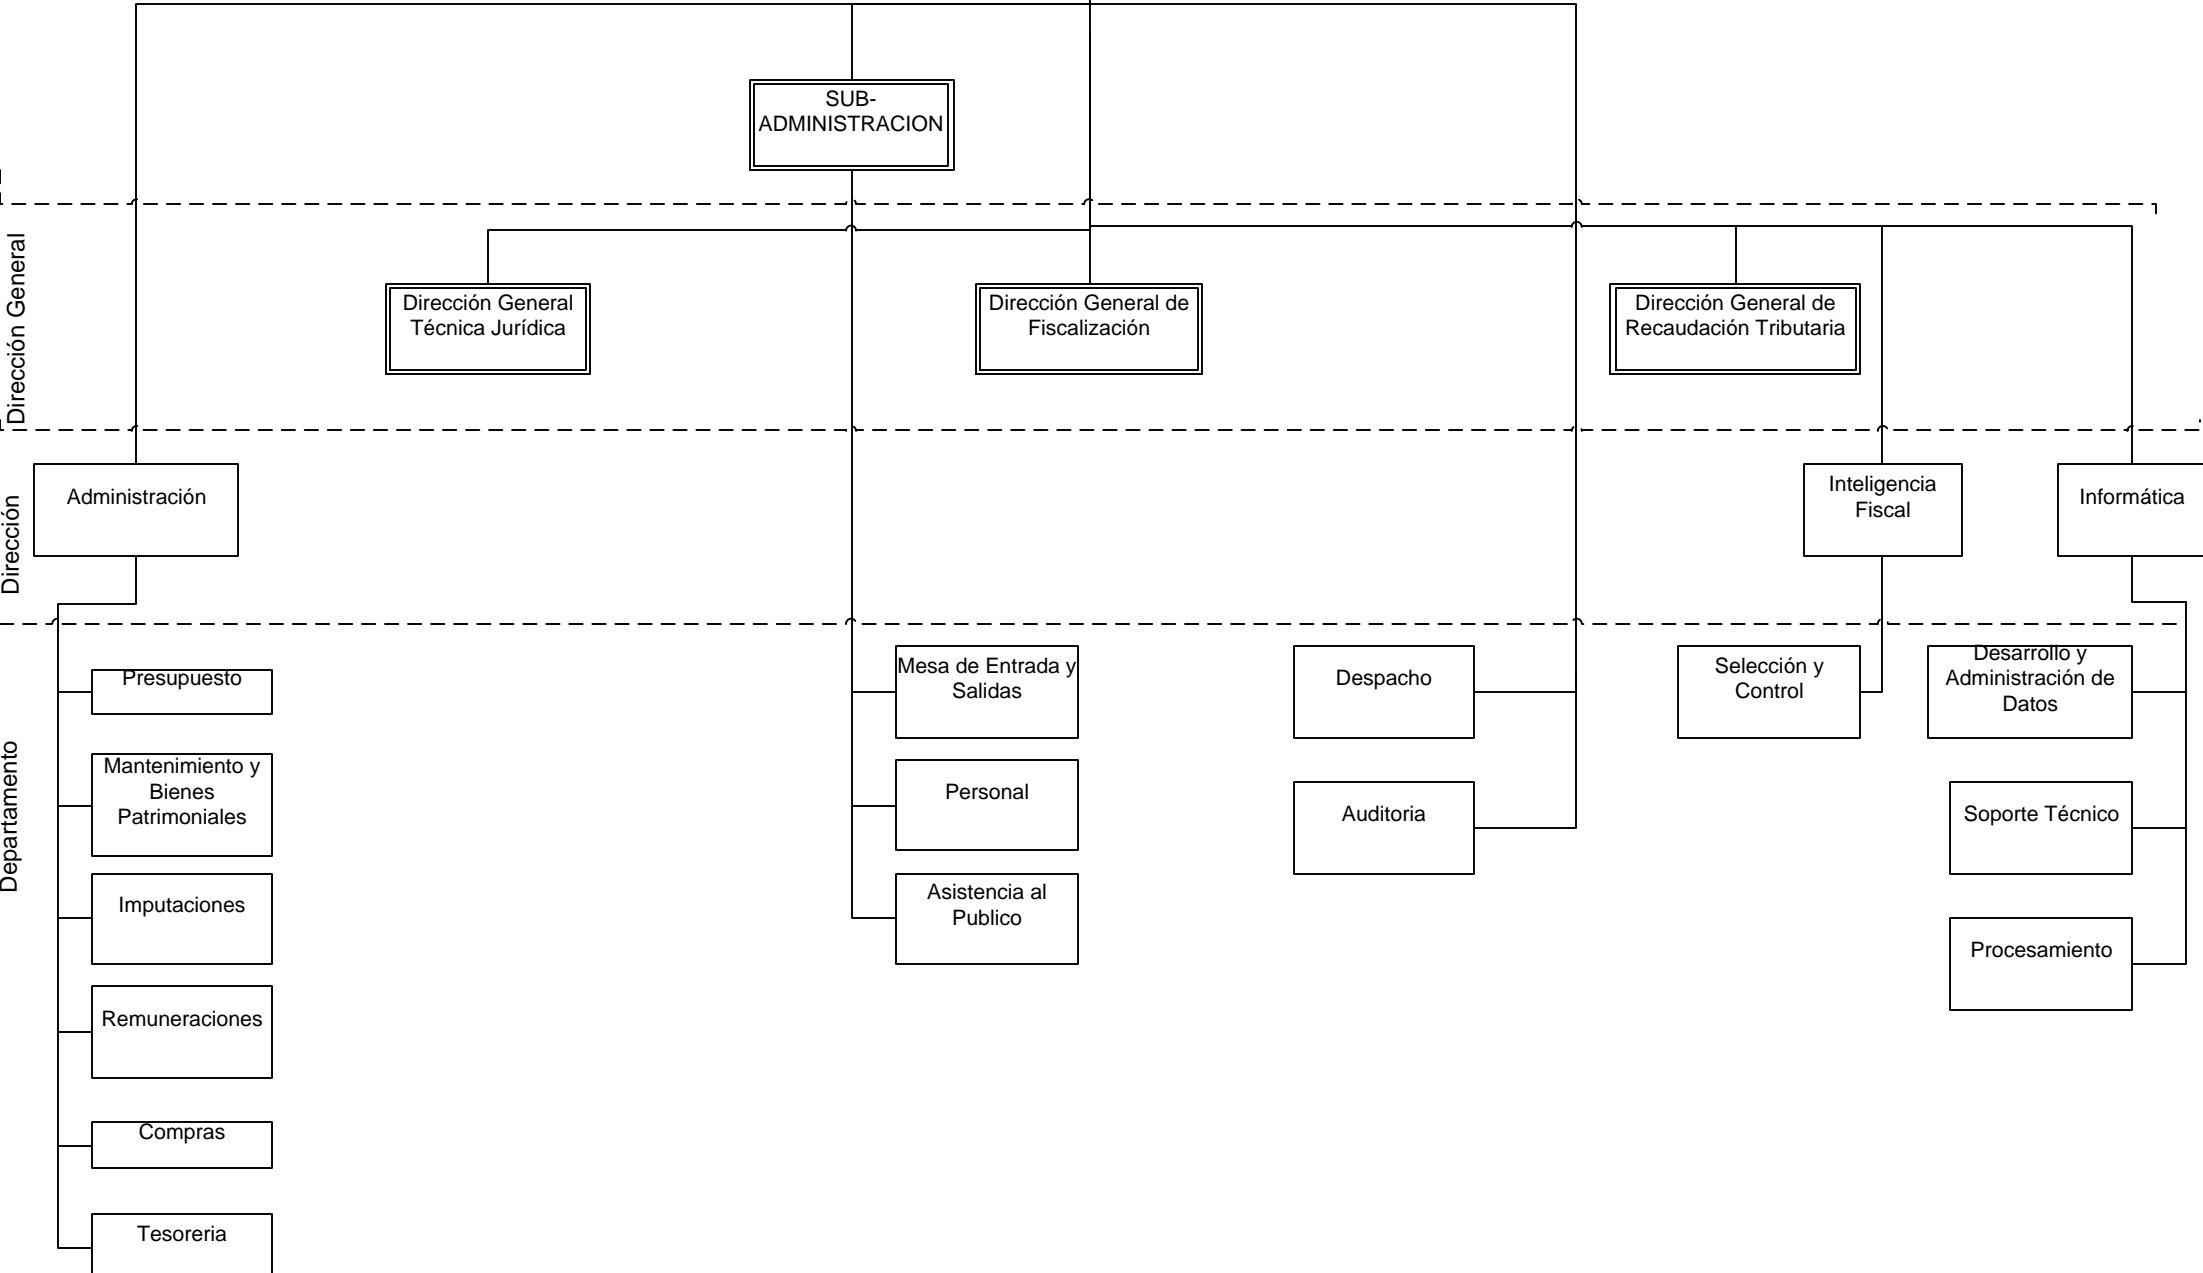 SUB-
ADMINISTRACION
Dirección General
Dirección General
Técnica Jurídica
Dirección General de
Fiscalización
Dirección General de
Recaudación Tributaria
Dirección
Administración
Inteligencia
Fiscal
Informática
Departamento
Presupuesto
Mantenimiento y
Bienes
Patrimoniales
Imputaciones
Remuneraciones
Compras
Tesoreria
Mesa de Entrada y
Salidas
Personal
Asistencia al
Publico
Despacho
Auditoria
Selección y
Control
Desarrollo y
Administración de
Datos
Soporte Técnico
Procesamiento